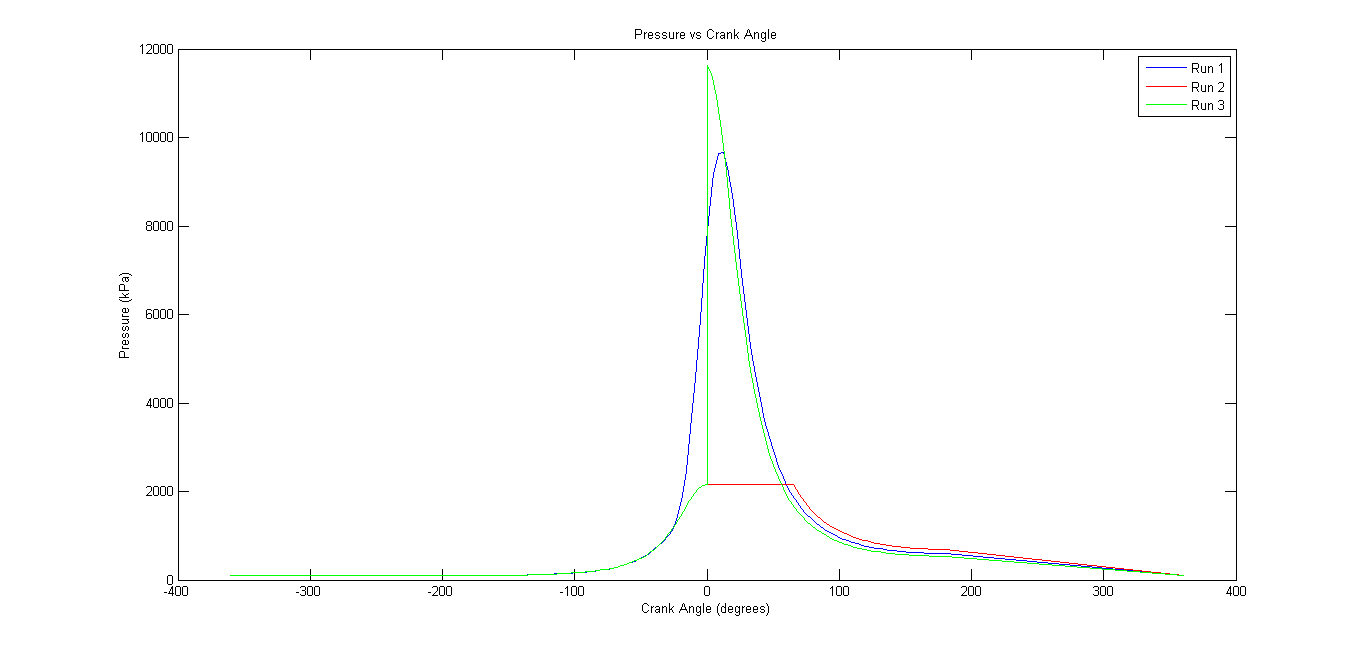 Pressure vs Crank Angle
12000
10000
8000
6000
4000
2000
0
Pressure (kPa)
-400 -300 -200 -100 0 100 200 300 400
Crank Angle (degrees)
Run 1
Run 2
Run 3